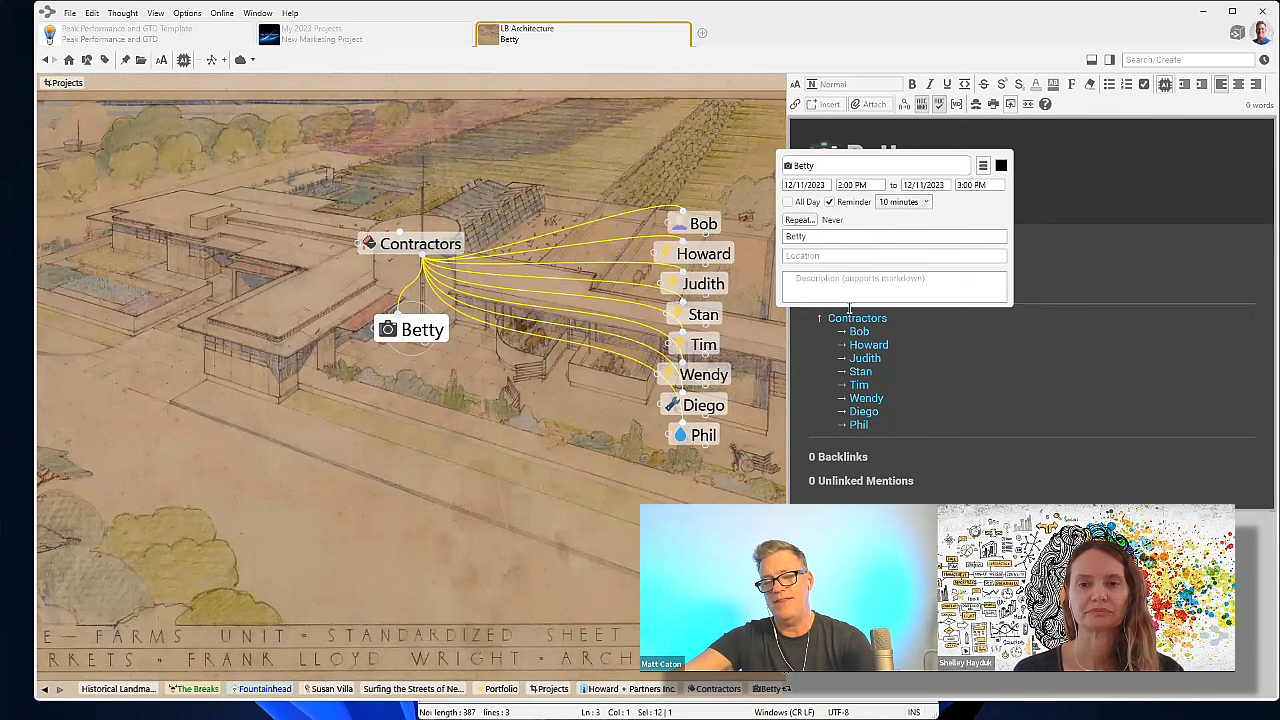 File Edit Thought View Options Online Window Help
Peak Performance and GTD Template
Peak Performance and GTD
My 2023 Projects
New Marketing Project
LB Architecture
Betty
Search/Create
Projects
Normal
Insert
Attach
0 words
Betty
12/11/2023 2:00 PM to 12/11/2023 3:00 PM
All Day Reminder 10 minutes
Repeat... Never
Betty
Location
Description (supports markdown)
Contractors
Betty
Bob
Howard
Judith
Stan
Tim
Wendy
Diego
Phil
Contractors
Bob
Howard
Judith
Stan
Tim
Wendy
Diego
Phil
0 Backlinks
0 Unlinked Mentions
E – FARMS UNIT – STANDARDIZED SHEET
RKETS • FRANK LLOYD WRIGHT • ARCH
Matt Caton
Shelley Hayduk
Historical Landma... The Breaks Fountainhead Susan Villa Surfing the Streets of Ne... Portfolio Projects Howard + Partners Inc. Contractors Betty
length : 387 lines : 3 Ln : 3 Col : 1 Sel : 12 | 1 Windows (CR LF) UTF-8 INS